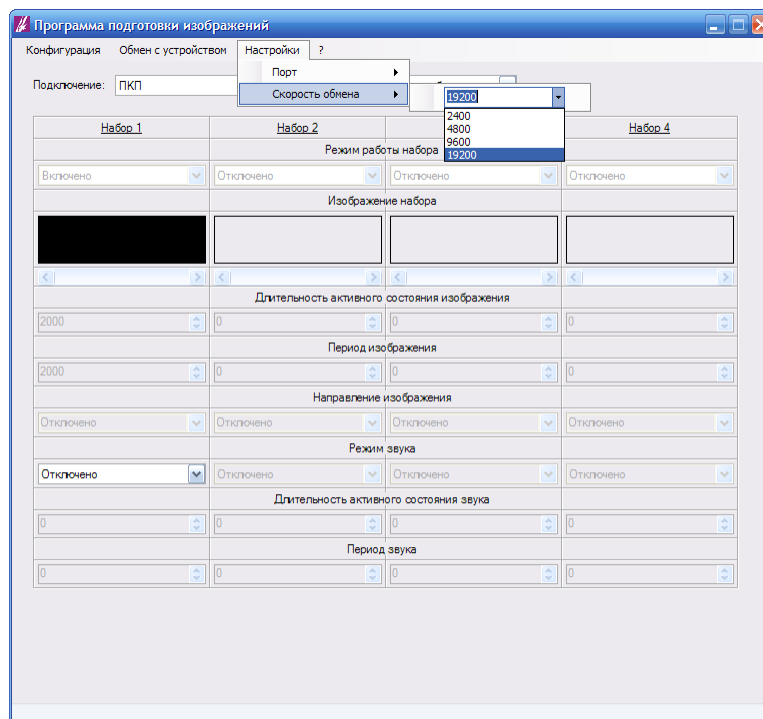 Программа подготовки изображений
Конфигурация Обмен с устройством Настройки ?
Порт
Подключение: ПКП
Скорость обмена 19200
2400
4800
9600
19200
Набор 1 Набор 2 Набор 4
Режим работы набора
Включено Отключено Отключено Отключено
Изображение набора
Длительность активного состояния изображения
2000 0 0 0
Период изображения
2000 0 0 0
Направление изображения
Отключено Отключено Отключено Отключено
Режим звука
Отключено Отключено Отключено Отключено
Длительность активного состояния звука
0 0 0 0
Период звука
0 0 0 0